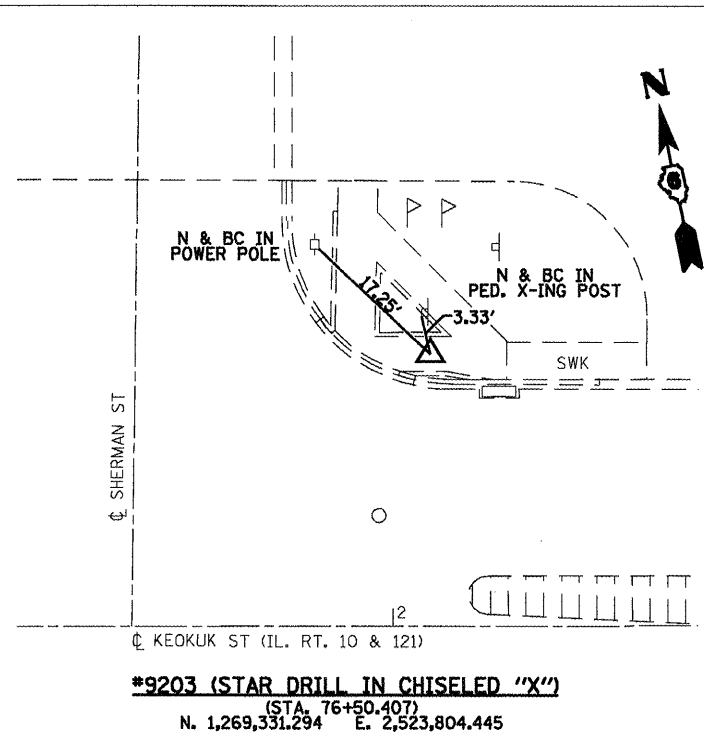 N
6
N & BC IN
POWER POLE
17.25'
N & BC IN
PED. X-ING POST
3.33'
SWK
℄ SHERMAN ST
2
℄ KEOKUK ST (IL. RT. 10 & 121)
*9203 (STAR DRILL IN CHISELED "X")
(STA. 76+50.407)
N. 1,269,331.294 E. 2,523,804.445